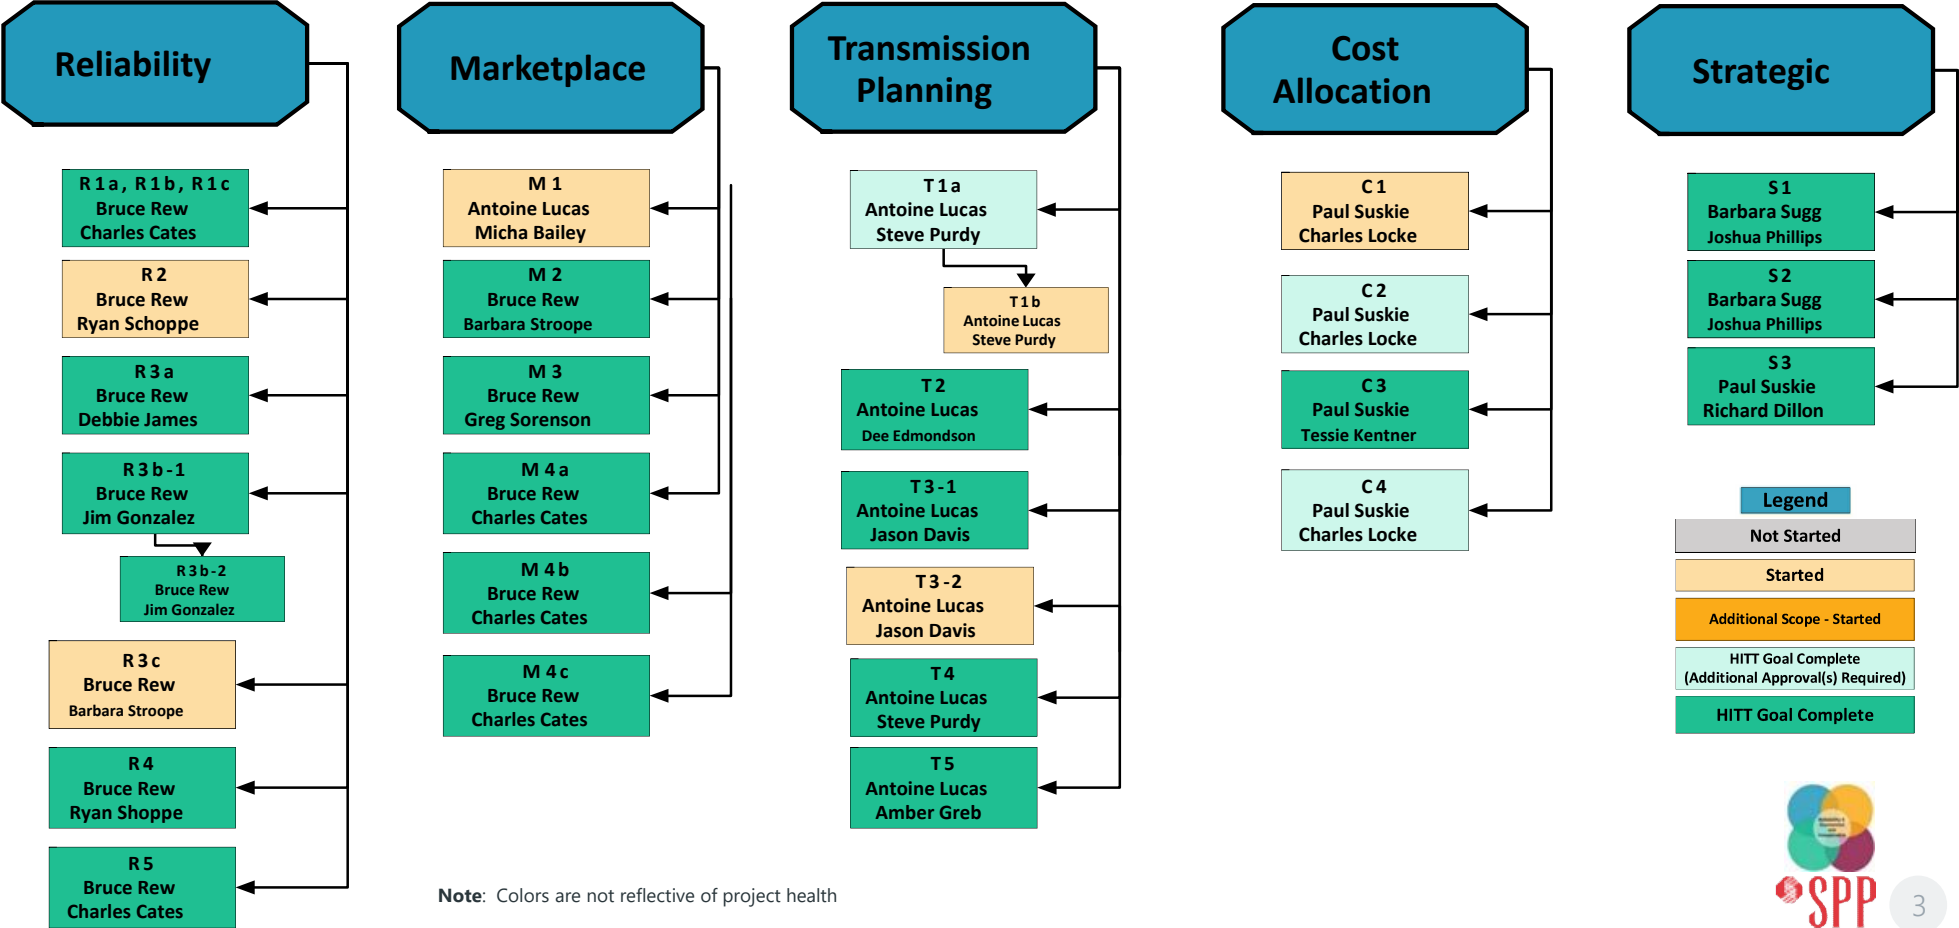 Reliability
R1a, R1b, R1c
Bruce Rew
Charles Cates
R2
Bruce Rew
Ryan Schoppe
R3a
Bruce Rew
Debbie James
R3b-1
Bruce Rew
Jim Gonzalez
R3b-2
Bruce Rew
Jim Gonzalez
R3c
Bruce Rew
Barbara Stroope
R4
Bruce Rew
Ryan Shoppe
R5
Bruce Rew
Charles Cates
Marketplace
M1
Antoine Lucas
Micha Bailey
M2
Bruce Rew
Barbara Stroope
M3
Bruce Rew
Greg Sorenson
M4a
Bruce Rew
Charles Cates
M4b
Bruce Rew
Charles Cates
M4c
Bruce Rew
Charles Cates
Transmission
Planning
T1a
Antoine Lucas
Steve Purdy
T1b
Antoine Lucas
Steve Purdy
T2
Antoine Lucas
Dee Edmondson
T3-1
Antoine Lucas
Jason Davis
T3-2
Antoine Lucas
Jason Davis
T4
Antoine Lucas
Steve Purdy
T5
Antoine Lucas
Amber Greb
Cost
Allocation
C1
Paul Suskie
Charles Locke
C2
Paul Suskie
Charles Locke
C3
Paul Suskie
Tessie Kentner
C4
Paul Suskie
Charles Locke
Strategic
S1
Barbara Sugg
Joshua Phillips
S2
Barbara Sugg
Joshua Phillips
S3
Paul Suskie
Richard Dillon
Legend
Not Started
Started
Additional Scope - Started
HITT Goal Complete
(Additional Approval(s) Required)
HITT Goal Complete
Note: Colors are not reflective of project health
SPP
3